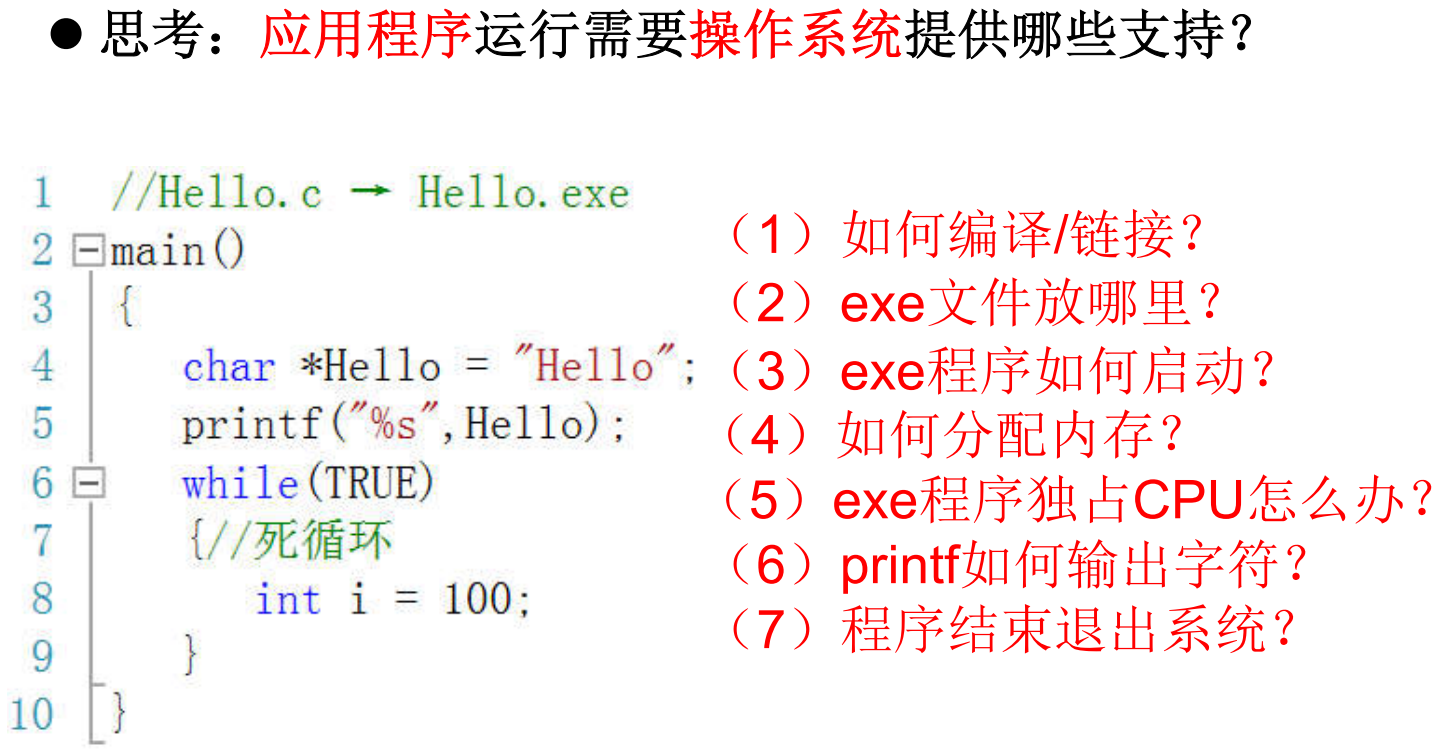 ● 思考：应用程序运行需要操作系统提供哪些支持？
1 //Hello.c → Hello.exe
2 main()
3 {
4 char *Hello = "Hello";
5 printf("%s",Hello);
6 while(TRUE)
7 {//死循环
8 int i = 100;
9 }
10 }
（1）如何编译/链接？
（2）exe文件放哪里？
（3）exe程序如何启动？
（4）如何分配内存？
（5）exe程序独占CPU怎么办？
（6）printf如何输出字符？
（7）程序结束退出系统？